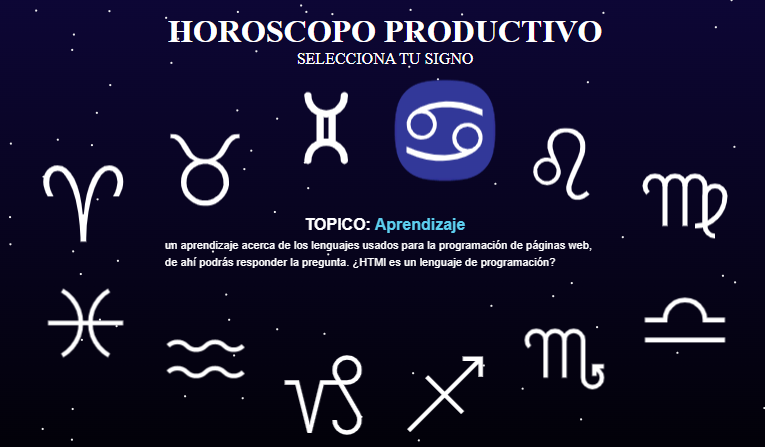 HOROSCOPO PRODUCTIVO
SELECCIONA TU SIGNO
TOPICO: Aprendizaje
un aprendizaje acerca de los lenguajes usados para la programación de páginas web,
de ahí podrás responder la pregunta. ¿HTMl es un lenguaje de programación?